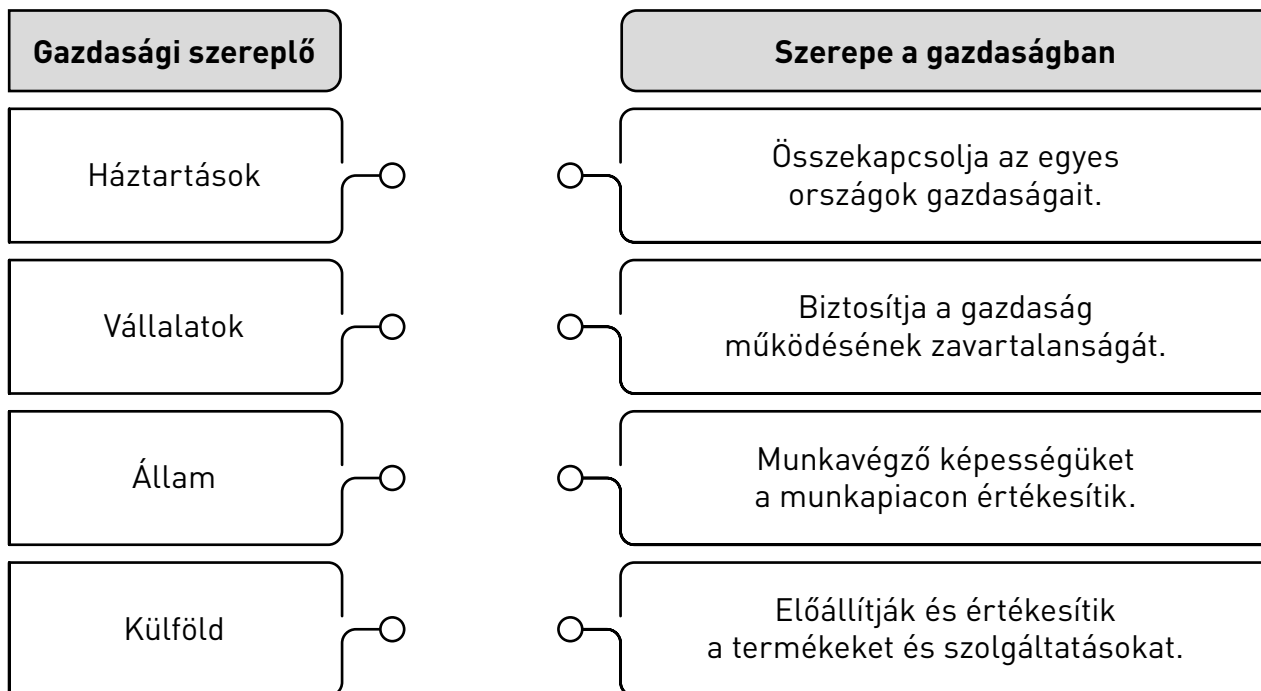 Gazdasági szereplő
Szerepe a gazdaságban
Háztartások
Összekapcsolja az egyes
országok gazdaságait.
Vállalatok
Biztosítja a gazdaság
működésének zavartalanságát.
Állam
Munkavégző képességüket
a munkapiacon értékesítik.
Külföld
Előállítják és értékesítik
a termékeket és szolgáltatásokat.